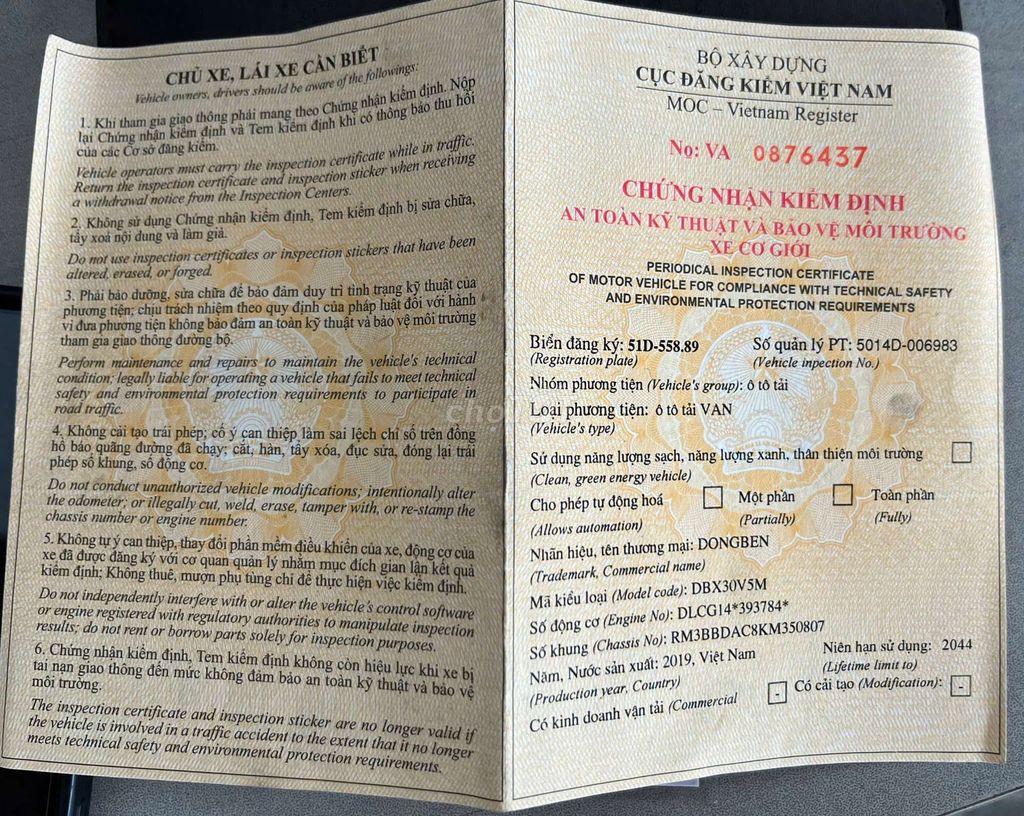 CHỦ XE, LÁI XE CẦN BIẾT
Vehicle owners, drivers should be aware of the followings:
1. Khi tham gia giao thông phải mang theo Chứng nhận kiểm định. Nộp
lại Chứng nhận kiểm định và Tem kiểm định khi có thông báo thu hồi
của các Cơ sở đăng kiểm.
Vehicle operators must carry the inspection certificate while in traffic.
Return the inspection certificate and inspection sticker when receiving
a withdrawal notice from the Inspection Centers.
2. Không sử dụng Chứng nhận kiểm định, Tem kiểm định bị sửa chữa,
tẩy xoá nội dung và làm giả.
Do not use inspection certificates or inspection stickers that have been
altered, erased, or forged.
3. Phải bảo dưỡng, sửa chữa để bảo đảm duy trì tình trạng kỹ thuật của
phương tiện; chịu trách nhiệm theo quy định của pháp luật đối với hành
vi đưa phương tiện không bảo đảm an toàn kỹ thuật và bảo vệ môi trường
tham gia giao thông đường bộ.
Perform maintenance and repairs to maintain the vehicle's technical
condition; legally liable for operating a vehicle that fails to meet technical
safety and environmental protection requirements to participate in
road traffic.
4. Không cải tạo trái phép; cố ý can thiệp làm sai lệch chỉ số trên đồng
hồ báo quãng đường đã chạy; cắt, hàn, tẩy xóa, đục sửa, đóng lại trái
phép số khung, số động cơ.
Do not conduct unauthorized vehicle modifications; intentionally alter
the odometer; or illegally cut, weld, erase, tamper with, or re-stamp the
chassis number or engine number.
5. Không tự ý can thiệp, thay đổi phần mềm điều khiển của xe, động cơ của
xe đã được đăng ký với cơ quan quản lý nhằm mục đích gian lận kết quả
kiểm định; Không thuê, mượn phụ tùng chỉ để thực hiện việc kiểm định.
Do not independently interfere with or alter the vehicle's control software
or engine registered with regulatory authorities to manipulate inspection
results; do not rent or borrow parts solely for inspection purposes.
6. Chứng nhận kiểm định, Tem kiểm định không còn hiệu lực khi xe bị
tai nạn giao thông đến mức không đảm bảo an toàn kỹ thuật và bảo vệ
môi trường.
The inspection certificate and inspection sticker are no longer valid if
the vehicle is involved in a traffic accident to the extent that it no longer
meets technical safety and environmental protection requirements.
BỘ XÂY DỰNG
CỤC ĐĂNG KIỂM VIỆT NAM
MOC – Vietnam Register
No: VA 0876437
CHỨNG NHẬN KIỂM ĐỊNH
AN TOÀN KỸ THUẬT VÀ BẢO VỆ MÔI TRƯỜNG
XE CƠ GIỚI
PERIODICAL INSPECTION CERTIFICATE
OF MOTOR VEHICLE FOR COMPLIANCE WITH TECHNICAL SAFETY
AND ENVIRONMENTAL PROTECTION REQUIREMENTS
Biển đăng ký: 51D-558.89 Số quản lý PT: 5014D-006983
(Registration plate) (Vehicle inpection No.)
Nhóm phương tiện (Vehicle's group): ô tô tải
Loại phương tiện: ô tô tải VAN
(Vehicle's type)
Sử dụng năng lượng sạch, năng lượng xanh, thân thiện môi trường
(Clean, green energy vehicle)
Cho phép tự động hoá Một phần Toàn phần
(Allows automation) (Partially) (Fully)
Nhãn hiệu, tên thương mại: DONGBEN
(Trademark, Commercial name)
Mã kiểu loại (Model code): DBX30V5M
Số động cơ (Engine No): DLCG14*393784*
Số khung (Chassis No): RM3BBDAC8KM350807
Năm, Nước sản xuất: 2019, Việt Nam Niên hạn sử dụng: 2044
(Production year, Country) (Lifetime limit to)
Có kinh doanh vận tải (Commercial - Có cải tạo (Modification): -